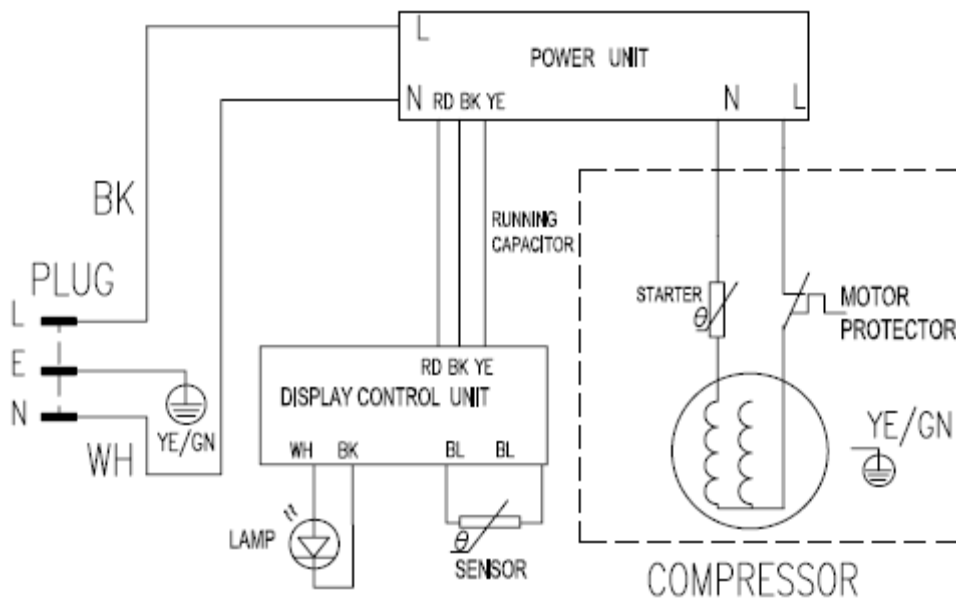 L
POWER UNIT
N RD BK YE N L
BK
RUNNING
CAPACITOR
PLUG
STARTER
θ
MOTOR
PROTECTOR
L
E
N
YE/GN
WH
RD BK YE
DISPLAY CONTROL UNIT
WH BK BL BL
YE/GN
LAMP
θ
SENSOR
COMPRESSOR